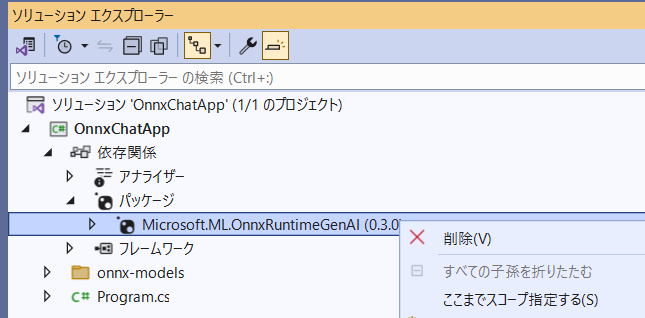 ソリューション エクスプローラー
ソリューション エクスプローラー の検索 (Ctrl+:)
ソリューション 'OnnxChatApp' (1/1 のプロジェクト)
C# OnnxChatApp
依存関係
アナライザー
パッケージ
Microsoft.ML.OnnxRuntimeGenAI (0.3.0)
削除(V)
フレームワーク
すべての子孫を折りたたむ
onnx-models
ここまでスコープ指定する(S)
C# Program.cs